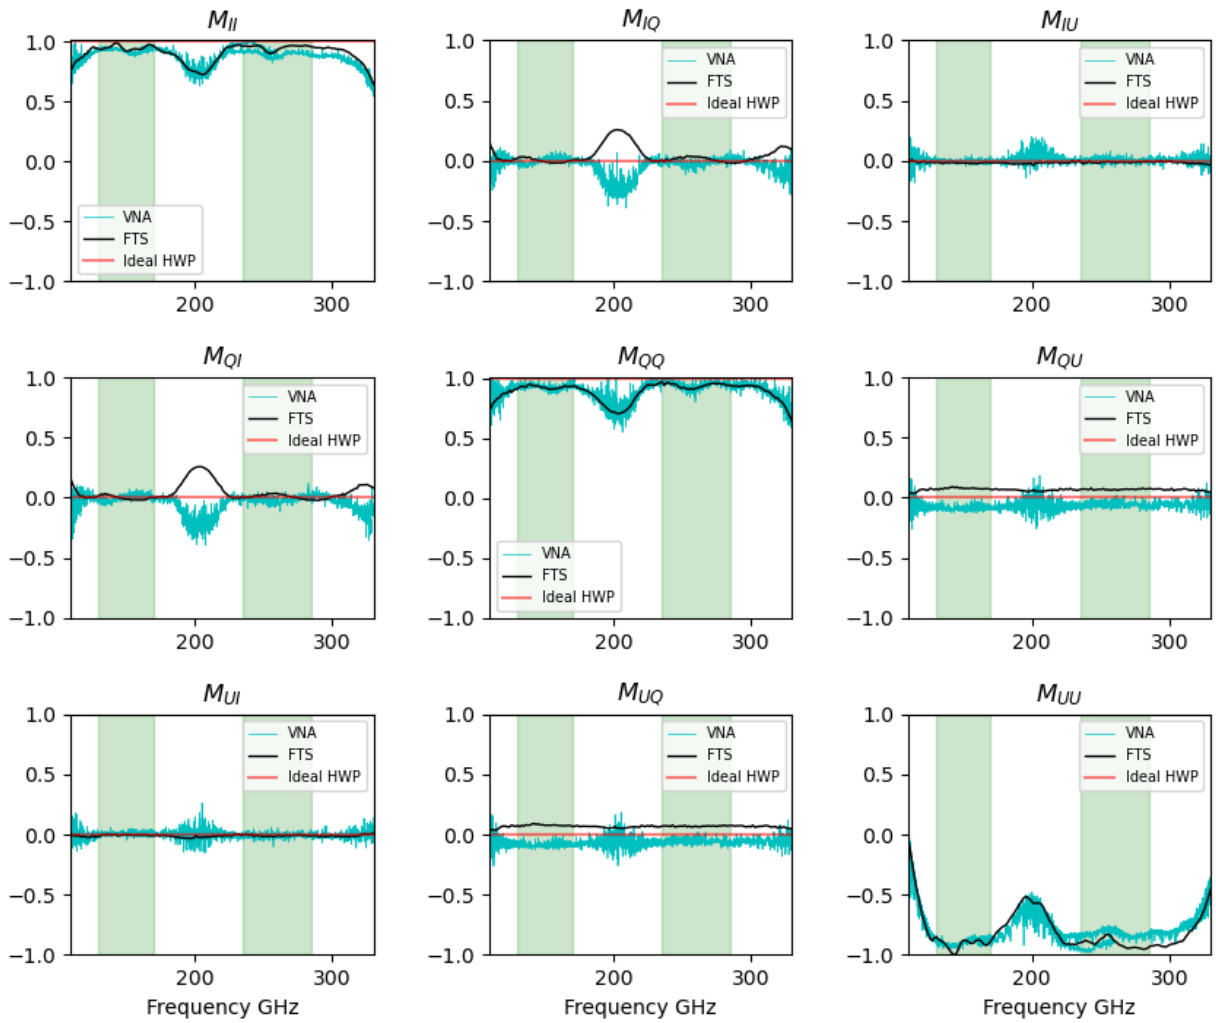 M_II
1.0
0.5
0.0
−0.5
−1.0
VNA
FTS
Ideal HWP
200
300
M_IQ
1.0
0.5
0.0
−0.5
−1.0
VNA
FTS
Ideal HWP
200
300
M_IU
1.0
0.5
0.0
−0.5
−1.0
VNA
FTS
Ideal HWP
200
300
M_QI
1.0
0.5
0.0
−0.5
−1.0
VNA
FTS
Ideal HWP
200
300
M_QQ
1.0
0.5
0.0
−0.5
−1.0
VNA
FTS
Ideal HWP
200
300
M_QU
1.0
0.5
0.0
−0.5
−1.0
VNA
FTS
Ideal HWP
200
300
M_UI
1.0
0.5
0.0
−0.5
−1.0
VNA
FTS
Ideal HWP
200
300
Frequency GHz
M_UQ
1.0
0.5
0.0
−0.5
−1.0
VNA
FTS
Ideal HWP
200
300
Frequency GHz
M_UU
1.0
0.5
0.0
−0.5
−1.0
VNA
FTS
Ideal HWP
200
300
Frequency GHz